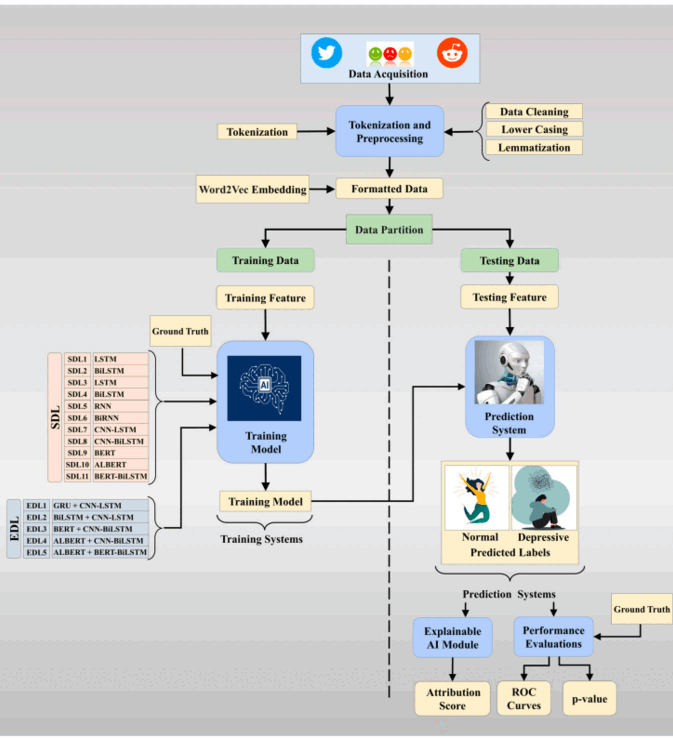 Data Acquisition
Tokenization
Tokenization and
Preprocessing
Data Cleaning
Lower Casing
Lemmatization
Word2Vec Embedding
Formatted Data
Data Partition
Training Data
Testing Data
Training Feature
Testing Feature
Ground Truth
SDL
SDL1 LSTM
SDL2 BiLSTM
SDL3 LSTM
SDL4 BiLSTM
SDL5 RNN
SDL6 BiRNN
SDL7 CNN-LSTM
SDL8 CNN-BiLSTM
SDL9 BERT
SDL10 ALBERT
SDL11 BERT-BiLSTM
AI
Training
Model
Prediction
System
EDL
EDL1 GRU + CNN-LSTM
EDL2 BiLSTM + CNN-LSTM
EDL3 BERT + CNN-BiLSTM
EDL4 ALBERT + CNN-BiLSTM
EDL5 ALBERT + BERT-BiLSTM
Training Model
Training Systems
Normal Depressive
Predicted Labels
Prediction Systems
Ground Truth
Explainable
AI Module
Performance
Evaluations
Attribution
Score
ROC
Curves
p-value